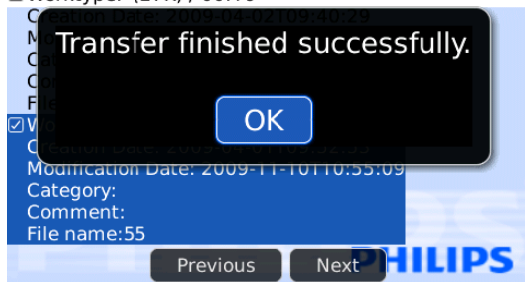 Creation Date: 2009-04-02T09:40:29
Transfer finished successfully.
OK
Modification Date: 2009-11-10T10:55:09
Category:
Comment:
File name:55
Previous
Next
PHILIPS